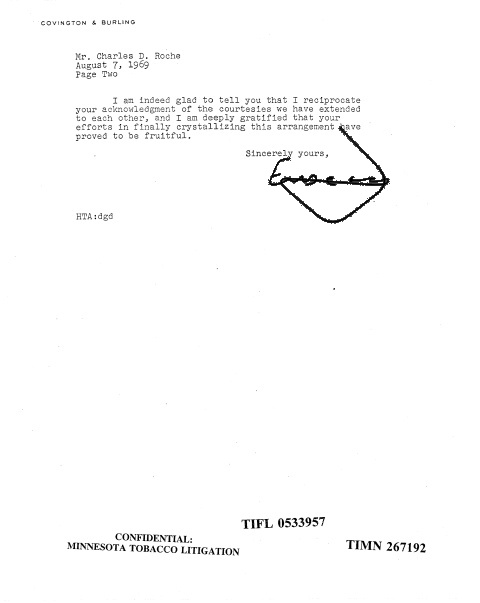 COVINGTON & BURLING
Mr. Charles D. Roche
August 7, 1969
Page Two
I am indeed glad to tell you that I reciprocate
your acknowledgment of the courtesies we have extended
to each other, and I am deeply gratified that your
efforts in finally crystallizing this arrangement have
proved to be fruitful.
Sincerely yours,
HTA:dgd
TIFL 0533957
CONFIDENTIAL:
MINNESOTA TOBACCO LITIGATION
TIMN 267192